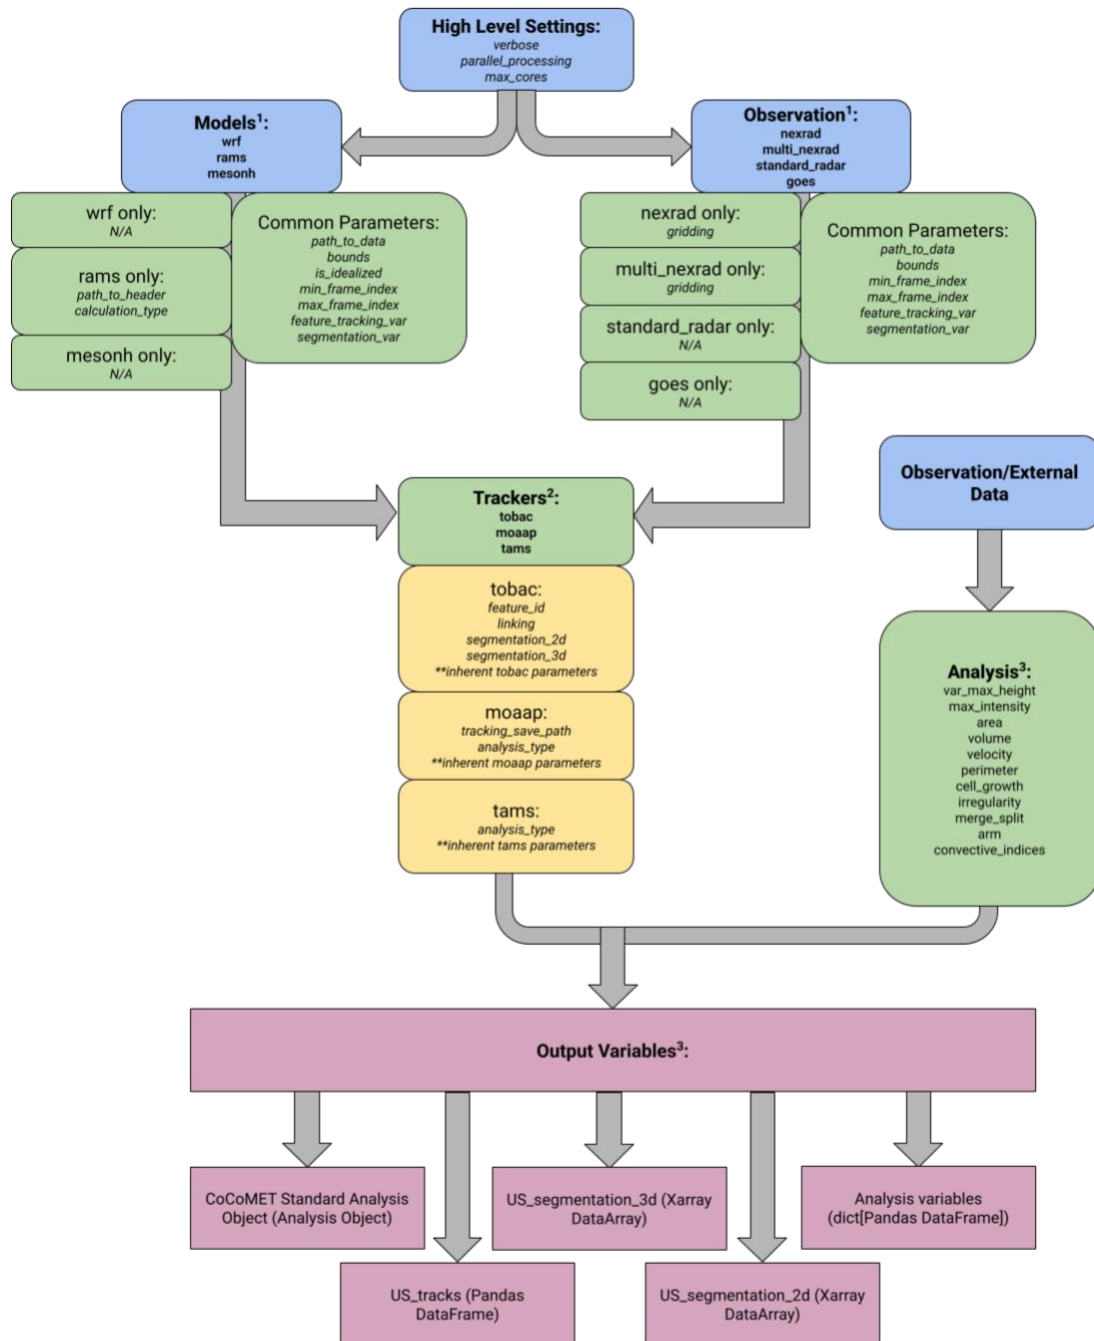 High Level Settings:
verbose
parallel_processing
max_cores
Models¹:
wrf
rams
mesonh
Observation¹:
nexrad
multi_nexrad
standard_radar
goes
wrf only:
N/A
rams only:
path_to_header
calculation_type
mesonh only:
N/A
Common Parameters:
path_to_data
bounds
is_idealized
min_frame_index
max_frame_index
feature_tracking_var
segmentation_var
nexrad only:
gridding
multi_nexrad only:
gridding
standard_radar only:
N/A
goes only:
N/A
Common Parameters:
path_to_data
bounds
min_frame_index
max_frame_index
feature_tracking_var
segmentation_var
Trackers²:
tobac
moaap
tams
tobac:
feature_id
linking
segmentation_2d
segmentation_3d
**inherent tobac parameters
moaap:
tracking_save_path
analysis_type
**inherent moaap parameters
tams:
analysis_type
**inherent tams parameters
Observation/External
Data
Analysis³:
var_max_height
max_intensity
area
volume
velocity
perimeter
cell_growth
irregularity
merge_split
arm
convective_indices
Output Variables³:
CoCoMET Standard Analysis
Object (Analysis Object)
US_tracks (Pandas
DataFrame)
US_segmentation_3d (Xarray
DataArray)
US_segmentation_2d (Xarray
DataArray)
Analysis variables
(dict[Pandas DataFrame])